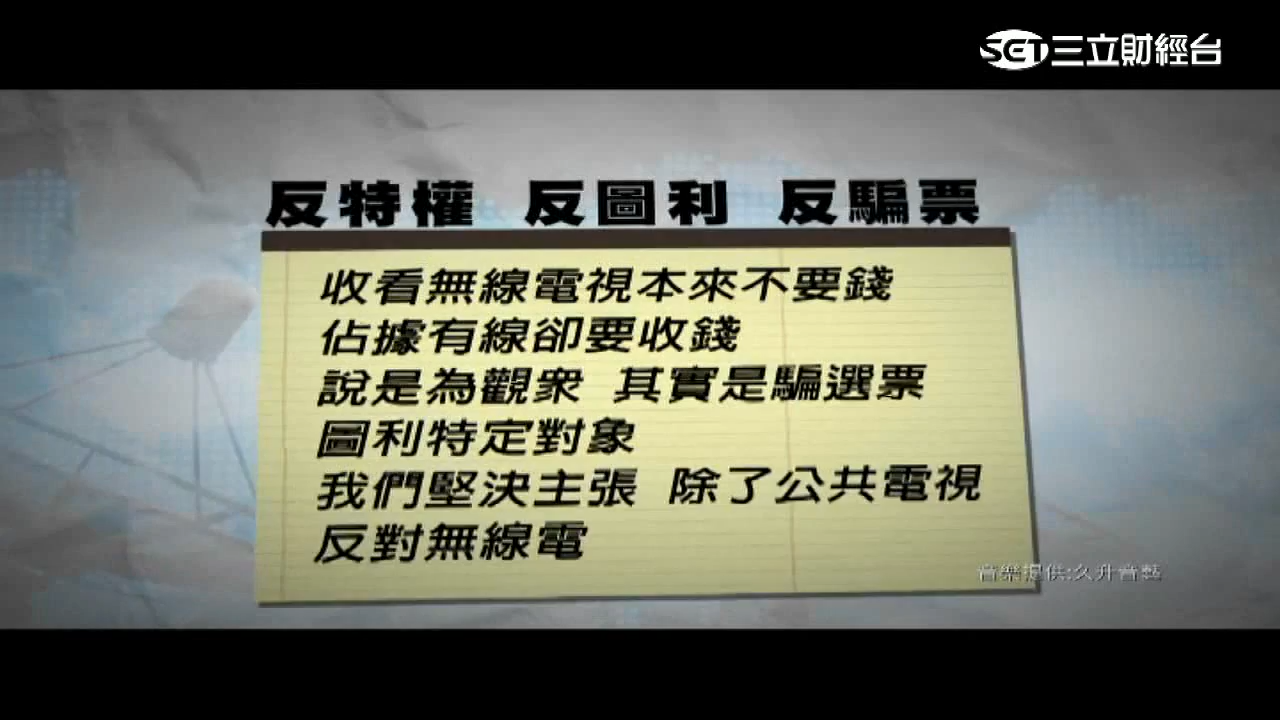 SET三立財經台
反特權 反圖利 反騙票
收看無線電視本來不要錢
佔據有線卻要收錢
說是為觀眾 其實是騙選票
圖利特定對象
我們堅決主張 除了公共電視
反對無線電
音樂提供:久升音藝